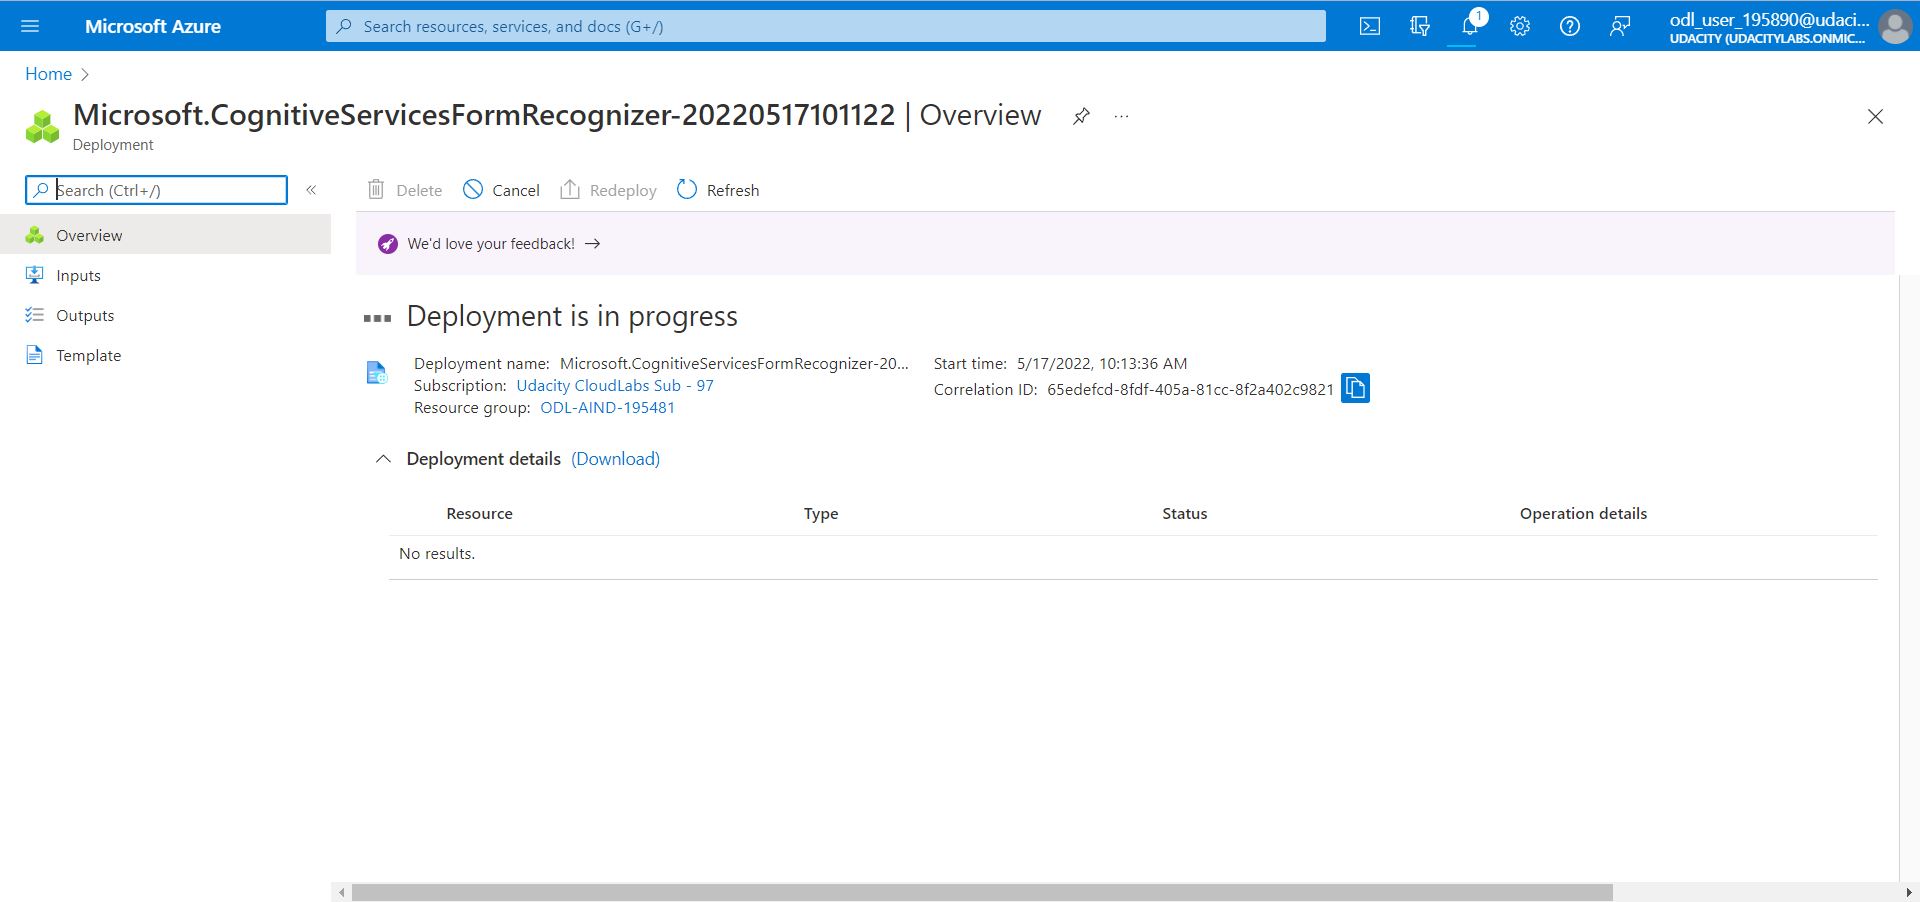 Microsoft Azure
Search resources, services, and docs (G+/)
1
odl_user_195890@udaci...
UDACITY (UDACITYLABS.ONMIC...
Home
Microsoft.CognitiveServicesFormRecognizer-20220517101122 | Overview
Deployment
Search (Ctrl+/)
Delete
Cancel
Redeploy
Refresh
Overview
Inputs
Outputs
Template
We'd love your feedback! →
Deployment is in progress
Deployment name: Microsoft.CognitiveServicesFormRecognizer-20...
Subscription: Udacity CloudLabs Sub - 97
Resource group: ODL-AIND-195481
Start time: 5/17/2022, 10:13:36 AM
Correlation ID: 65edefcd-8fdf-405a-81cc-8f2a402c9821
Deployment details (Download)
Resource Type Status Operation details
No results.